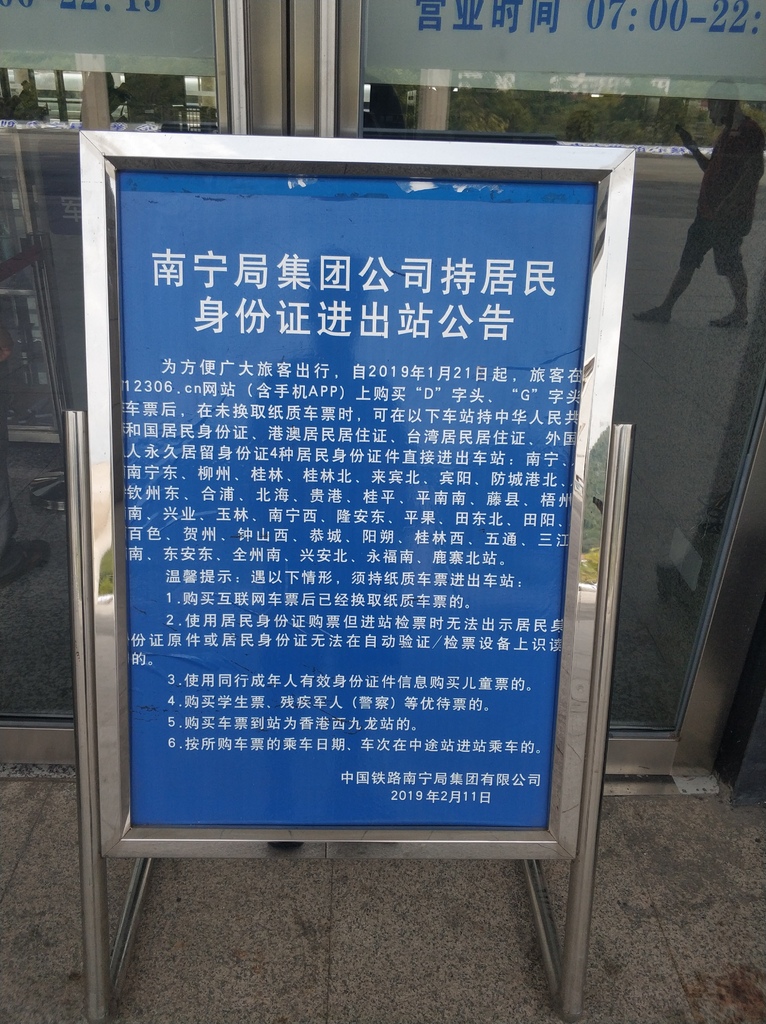 00-22:15
营业时间 07:00-22:
军
南宁局集团公司持居民
身份证进出站公告
为方便广大旅客出行，自2019年1月21日起，旅客在
12306.cn网站（含手机APP）上购买“D”字头、“G”字头
车票后，在未换取纸质车票时，可在以下车站持中华人民共
和国居民身份证、港澳居民居住证、台湾居民居住证、外国
人永久居留身份证4种居民身份证件直接进出车站：南宁、
南宁东、柳州、桂林、桂林北、来宾北、宾阳、防城港北、
钦州东、合浦、北海、贵港、桂平、平南南、藤县、梧州
南、兴业、玉林、南宁西、隆安东、平果、田东北、田阳、
百色、贺州、钟山西、恭城、阳朔、桂林西、五通、三江
南、东安东、全州南、兴安北、永福南、鹿寨北站。
温馨提示：遇以下情形，须持纸质车票进出车站：
1.购买互联网车票后已经换取纸质车票的。
2.使用居民身份证购票但进站检票时无法出示居民身
份证原件或居民身份证无法在自动验证/检票设备上识读
的。
3.使用同行成年人有效身份证件信息购买儿童票的。
4.购买学生票、残疾军人（警察）等优待票的。
5.购买车票到站为香港西九龙站的。
6.按所购车票的乘车日期、车次在中途站进站乘车的。
中国铁路南宁局集团有限公司
2019年2月11日